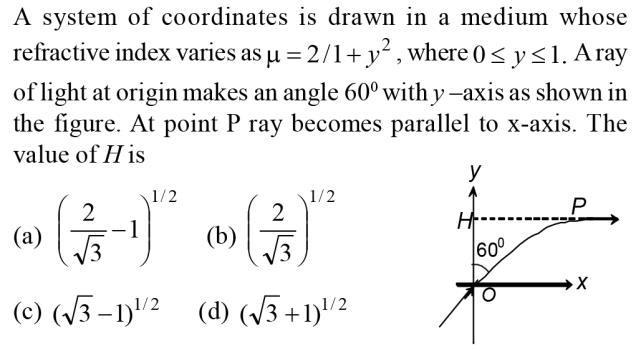 A system of coordinates is drawn in a medium whose
refractive index varies as μ = 2/1+ y², where 0 ≤ y ≤ 1. A ray
of light at origin makes an angle 60⁰ with y –axis as shown in
the figure. At point P ray becomes parallel to x-axis. The
value of H is
(a) (2/√3 − 1)^1/2 (b) (2/√3)^1/2
(c) (√3 − 1)^1/2 (d) (√3 + 1)^1/2
y
H P
60⁰
O x